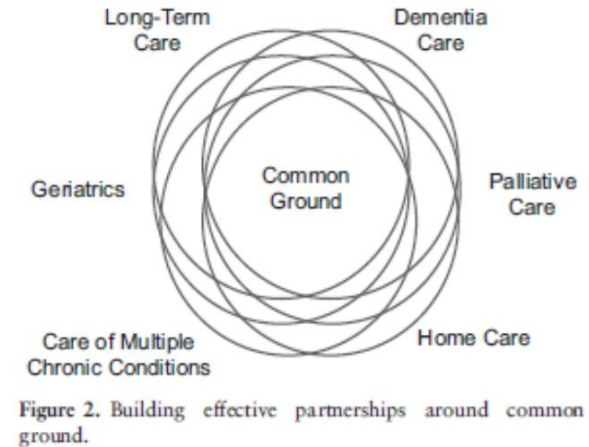 Long-Term
Care
Dementia
Care
Geriatrics
Common
Ground
Palliative
Care
Care of Multiple
Chronic Conditions
Home Care
Figure 2. Building effective partnerships around common
ground.